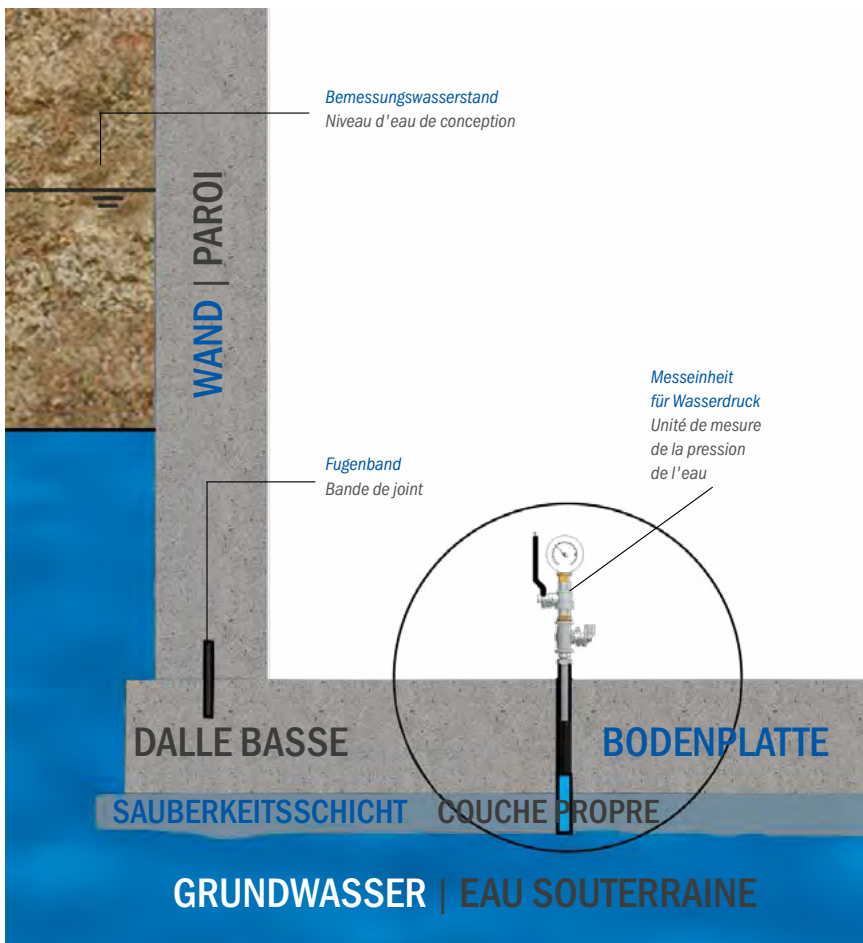 Bemessungswasserstand
Niveau d'eau de conception
WAND | PAROI
Messeinheit
für Wasserdruck
Unité de mesure
de la pression
de l'eau
Fugenband
Bande de joint
DALLE BASSE
BODENPLATTE
SAUBERKEITSSCHICHT COUCHE PROPRE
GRUNDWASSER | EAU SOUTERRAINE